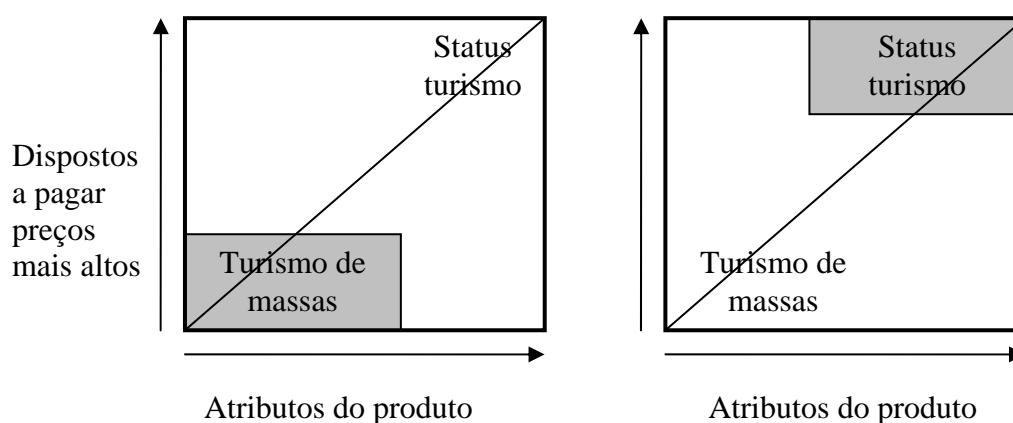 Status
turismo
Dispostos
a pagar
preços
mais altos
Turismo de
massas
Atributos do produto
Status
turismo
Turismo de
massas
Atributos do produto